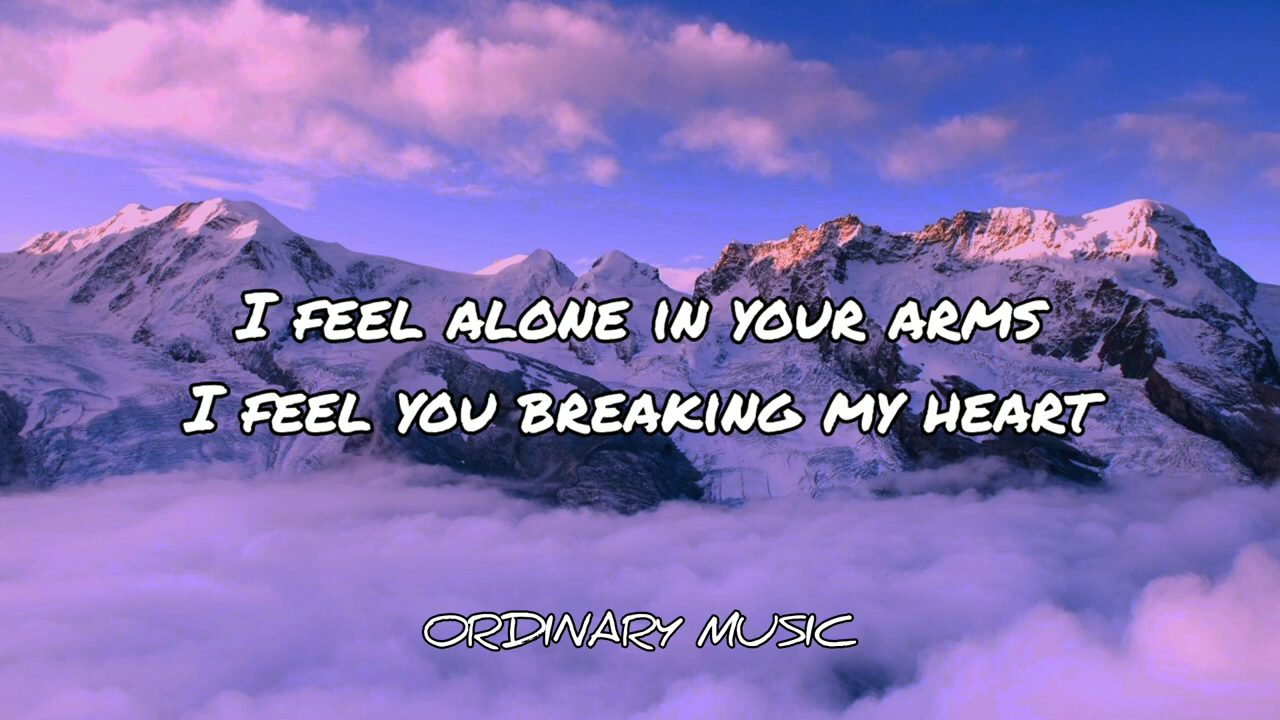 I FEEL ALONE IN YOUR ARMS
I FEEL YOU BREAKING MY HEART
ORDINARY MUSIC